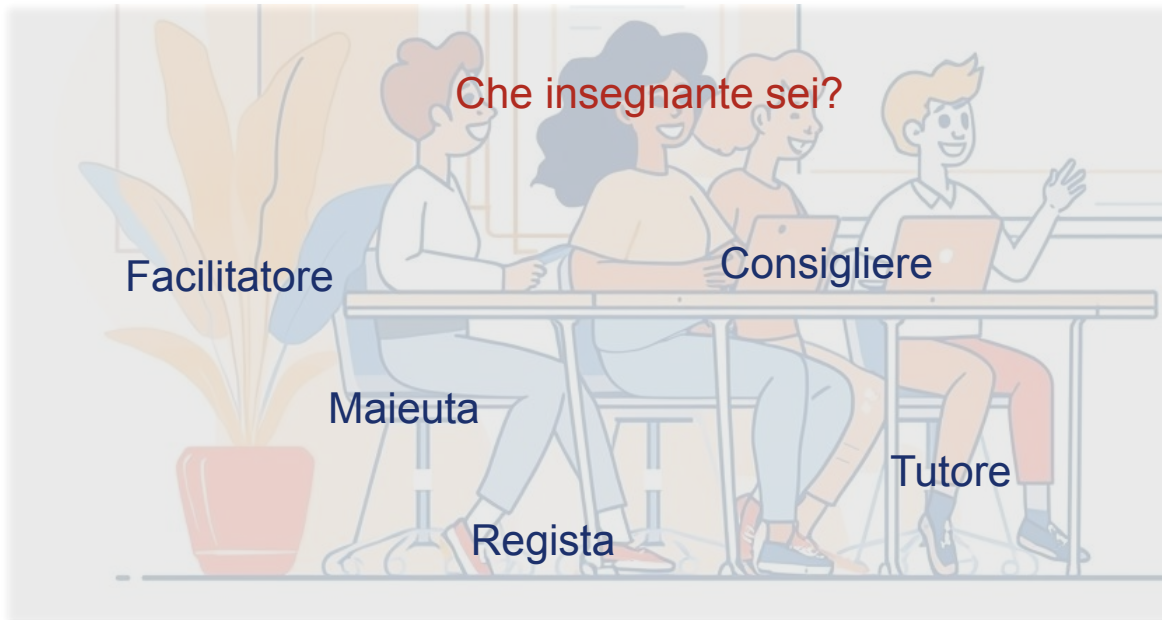 Che insegnante sei?
Facilitatore
Consigliere
Maieuta
Tutore
Regista